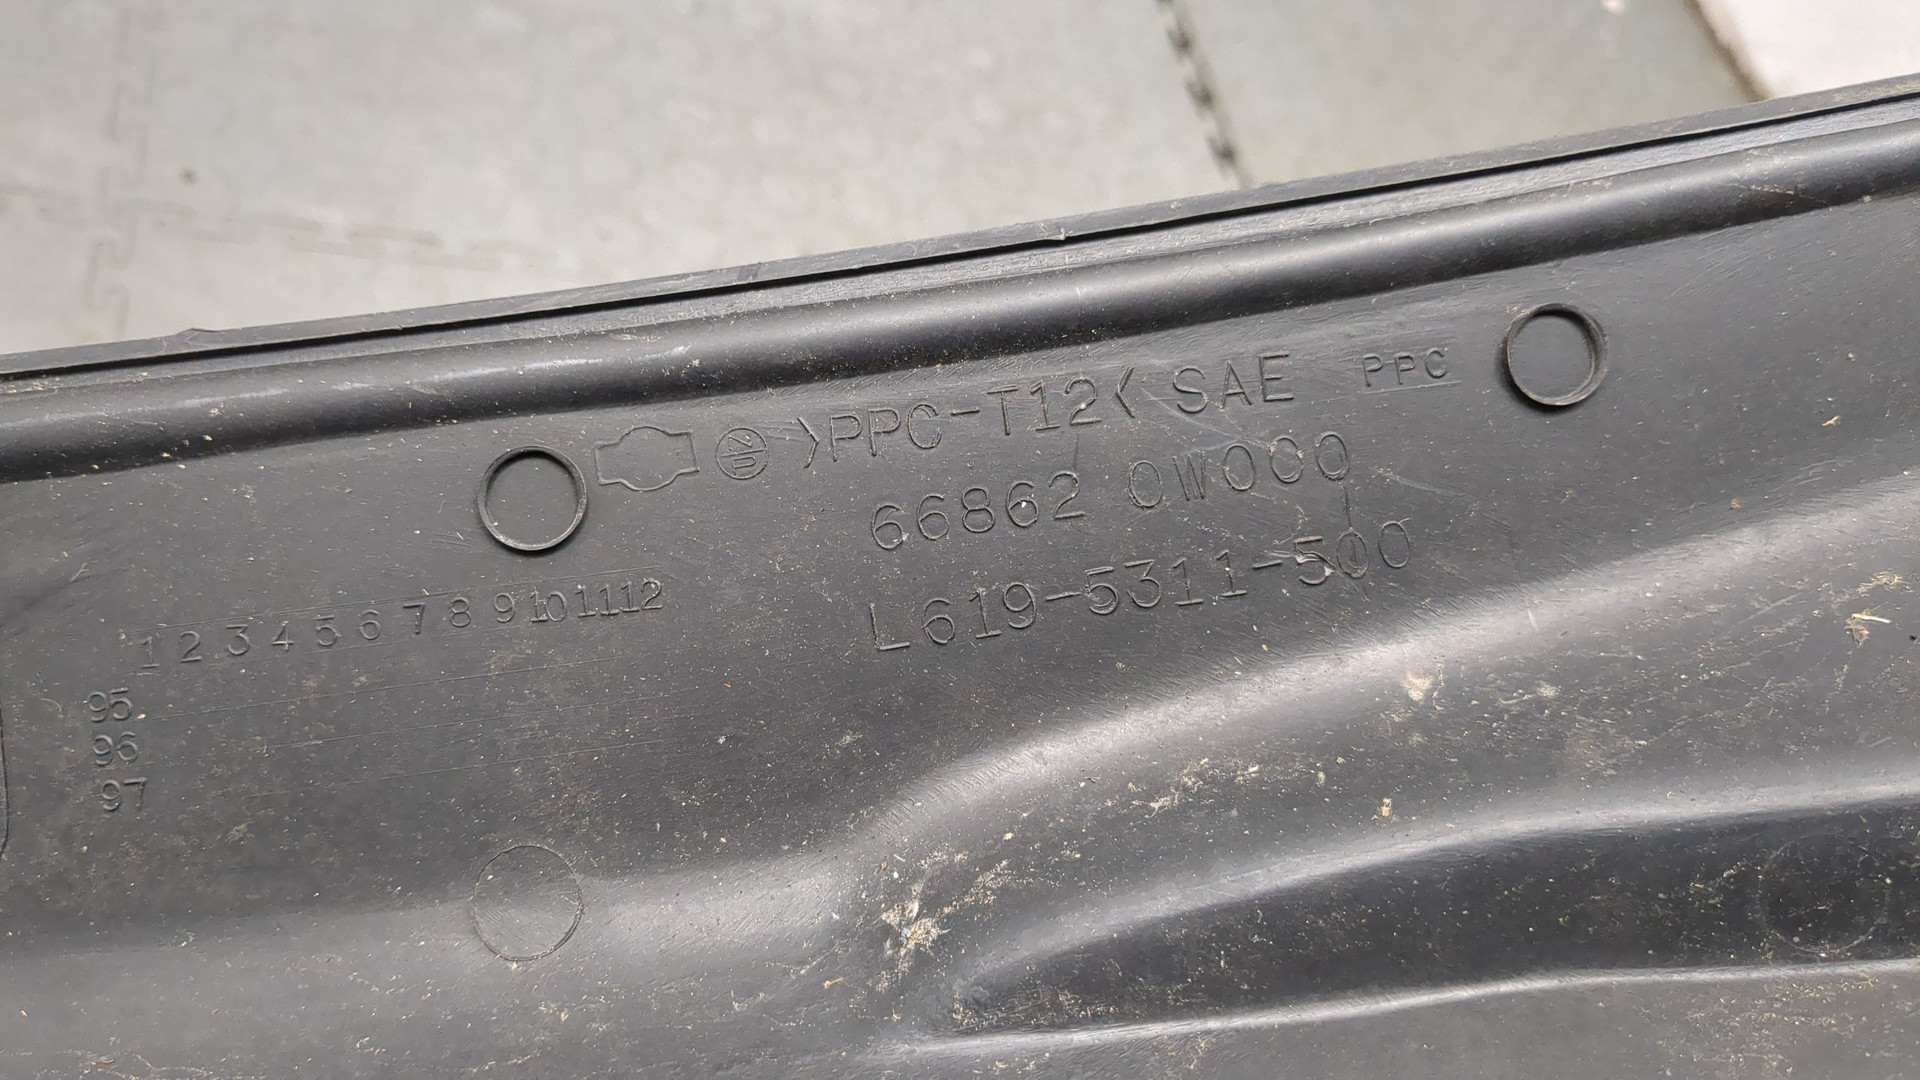 >PPC-T12< SAE PPC
66862 0W000
L619-5311-500
1 2 3 4 5 6 7 8 9 10 11 12
95
96
97